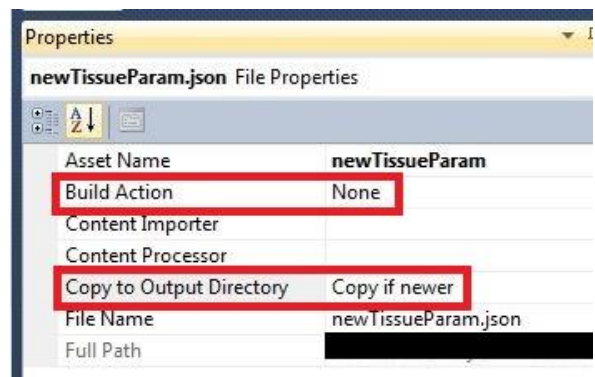 Properties
newTissueParam.json File Properties
Asset Name newTissueParam
Build Action None
Content Importer
Content Processor
Copy to Output Directory Copy if newer
File Name newTissueParam.json
Full Path